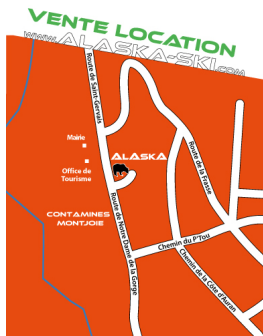 VENTE LOCATION
WWW.ALASKA-SKI.COM
Route de Saint-Gervais
Mairie
Office de
Tourisme
ALASKA
Route de la Frasse
CONTAMINES
MONTJOIE
Route de Notre Dame de la Gorge
Chemin du P'Tou
Chemin de la Côte d'Auran